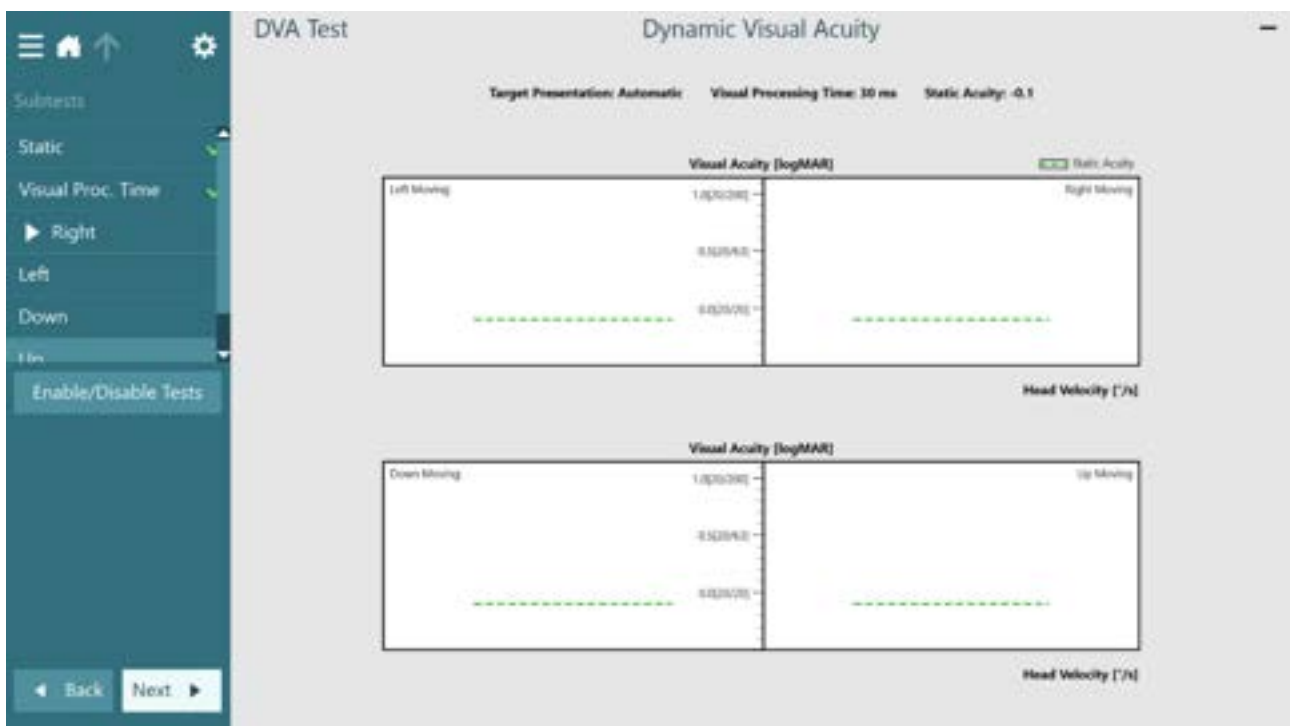 DVA Test
Dynamic Visual Acuity
Target Presentation: Automatic Visual Processing Time: 30 ms Static Acuity: -0.1
Subtests
Static
Visual Proc. Time
Right
Left
Down
Up
Enable/Disable Tests
Back
Next
Visual Acuity [logMAR]
Static Acuity
Left Moving
Right Moving
1.0[20/200]
0.5[20/63]
0.0[20/20]
Head Velocity [°/s]
Visual Acuity [logMAR]
Down Moving
Up Moving
1.0[20/200]
0.5[20/63]
0.0[20/20]
Head Velocity [°/s]